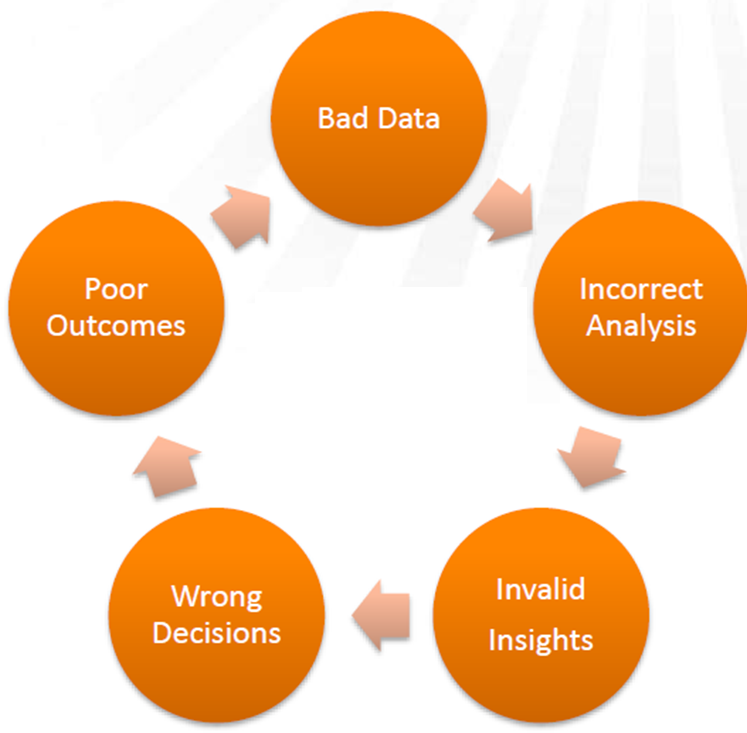 Bad Data
Incorrect
Analysis
Invalid
Insights
Wrong
Decisions
Poor
Outcomes